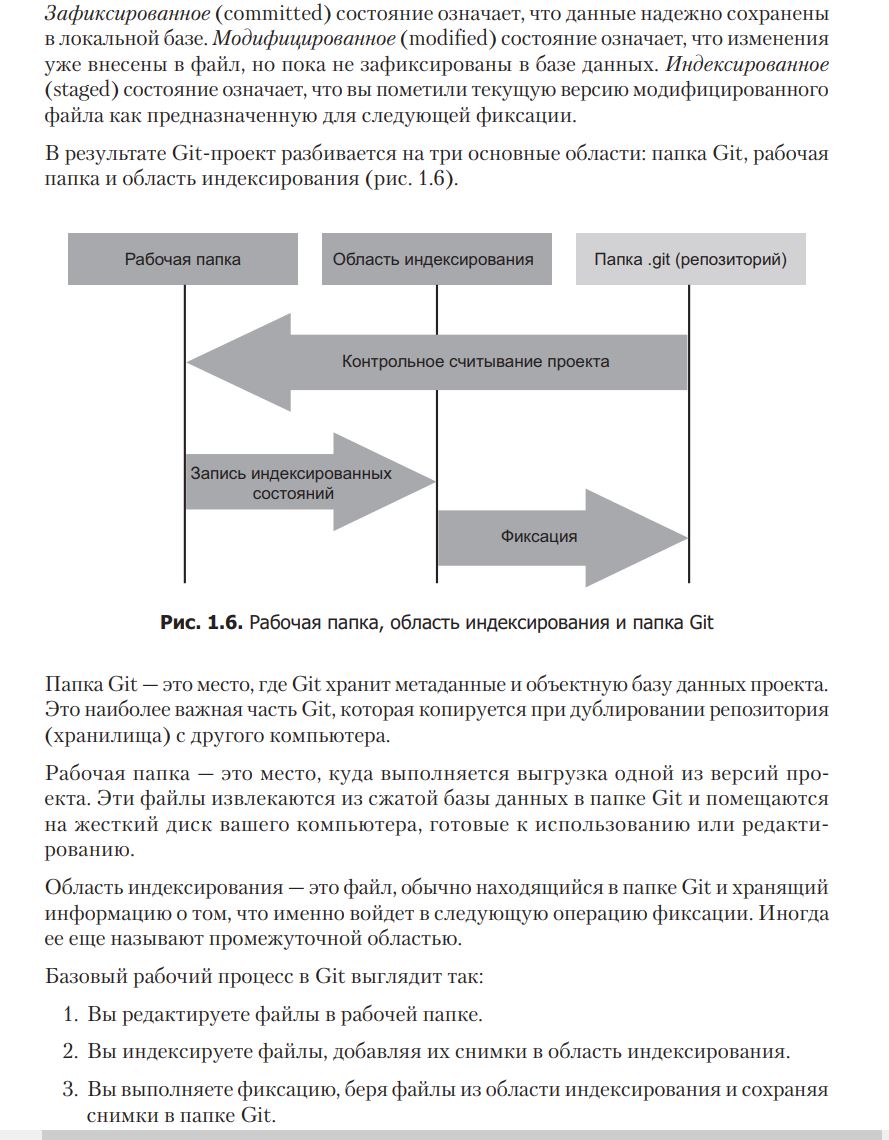 Зафиксированное (committed) состояние означает, что данные надежно сохранены
в локальной базе. Модифицированное (modified) состояние означает, что изменения
уже внесены в файл, но пока не зафиксированы в базе данных. Индексированное
(staged) состояние означает, что вы пометили текущую версию модифицированного
файла как предназначенную для следующей фиксации.
В результате Git-проект разбивается на три основные области: папка Git, рабочая
папка и область индексирования (рис. 1.6).
Рабочая папка
Область индексирования
Папка .git (репозиторий)
Контрольное считывание проекта
Запись индексированных
состояний
Фиксация
Рис. 1.6. Рабочая папка, область индексирования и папка Git
Папка Git — это место, где Git хранит метаданные и объектную базу данных проекта.
Это наиболее важная часть Git, которая копируется при дублировании репозитория
(хранилища) с другого компьютера.
Рабочая папка — это место, куда выполняется выгрузка одной из версий про-
екта. Эти файлы извлекаются из сжатой базы данных в папке Git и помещаются
на жесткий диск вашего компьютера, готовые к использованию или редакти-
рованию.
Область индексирования — это файл, обычно находящийся в папке Git и хранящий
информацию о том, что именно войдет в следующую операцию фиксации. Иногда
ее еще называют промежуточной областью.
Базовый рабочий процесс в Git выглядит так:
1. Вы редактируете файлы в рабочей папке.
2. Вы индексируете файлы, добавляя их снимки в область индексирования.
3. Вы выполняете фиксацию, беря файлы из области индексирования и сохраняя
снимки в папке Git.